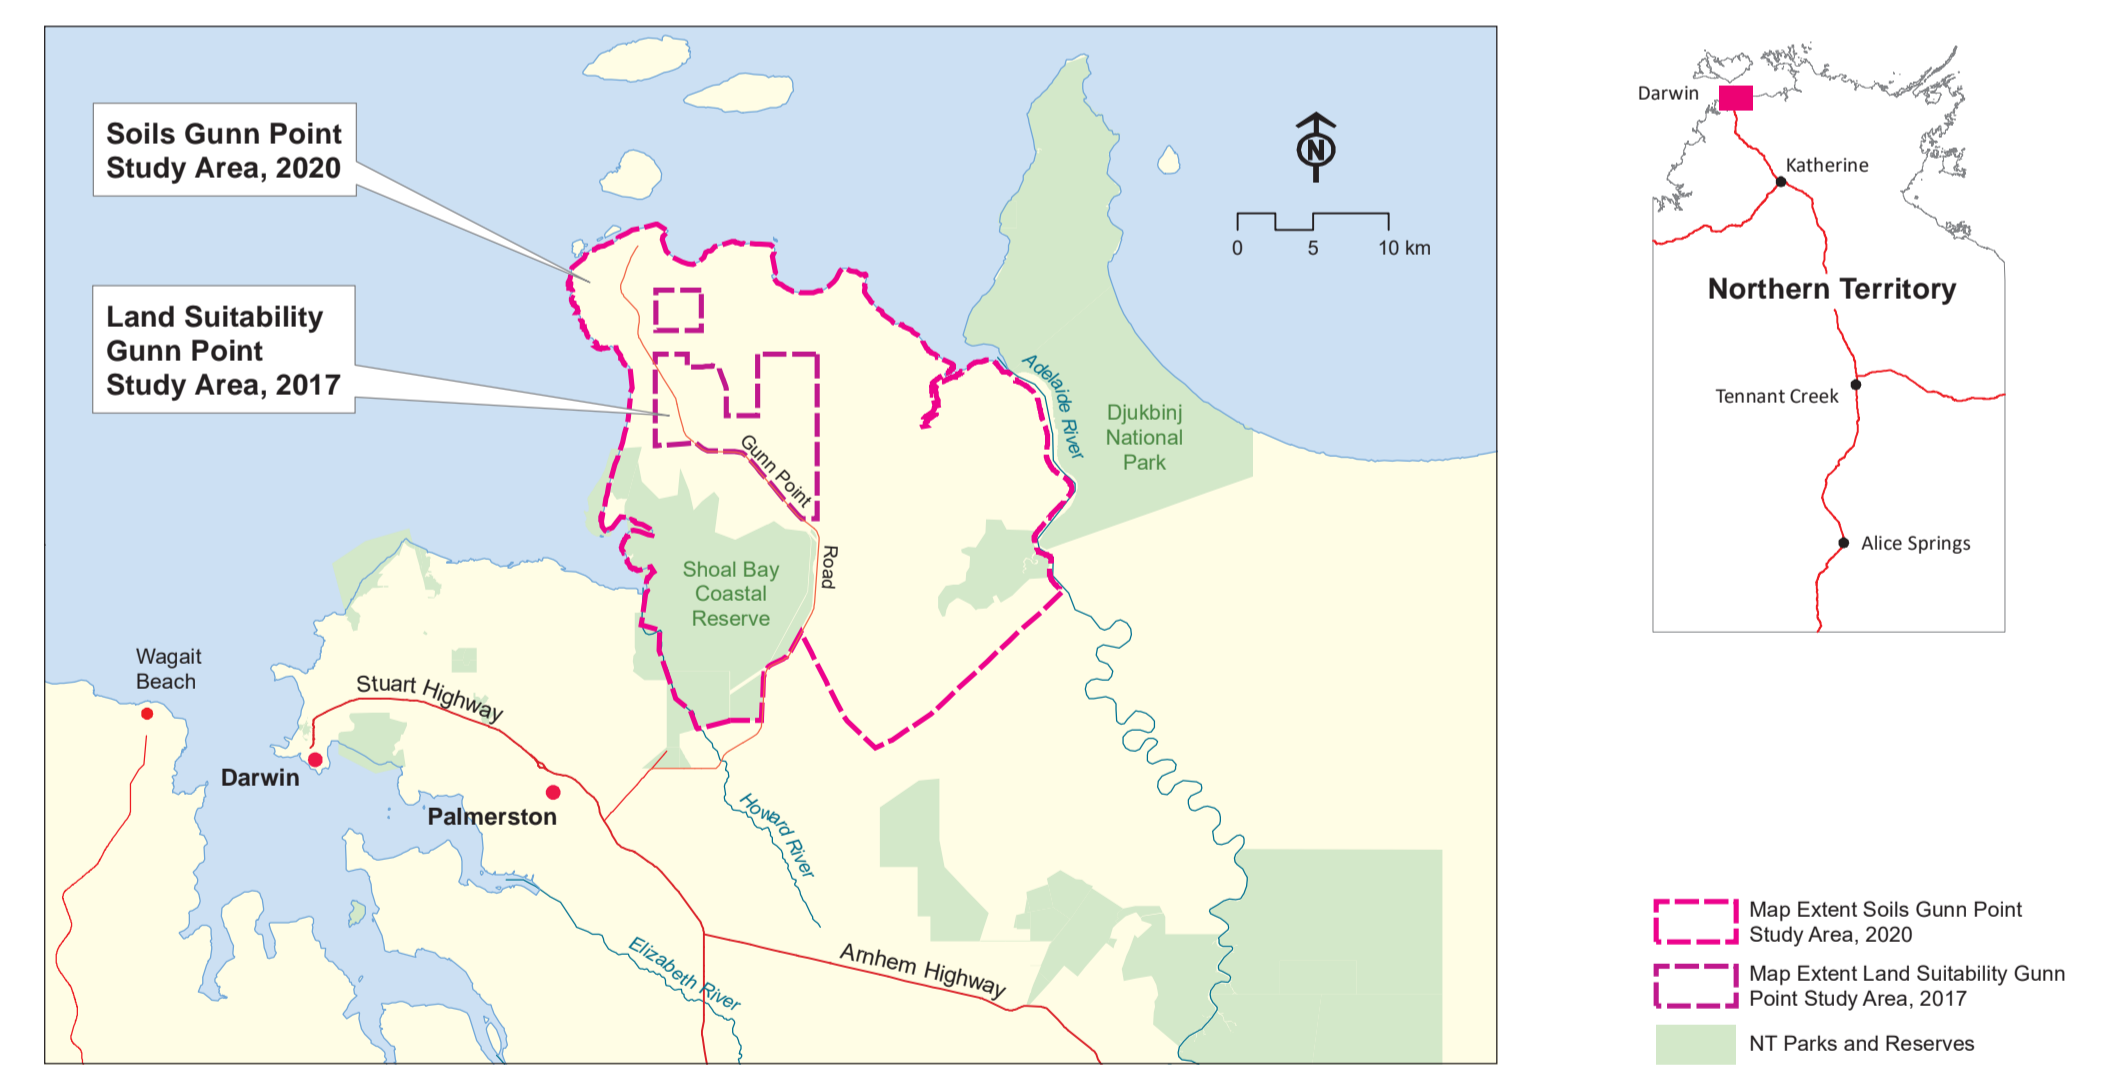 Soils Gunn Point
Study Area, 2020
Land Suitability
Gunn Point
Study Area, 2017
N
0 5 10 km
Adelaide River
Djukbinj
National
Park
Gunn Point
Road
Shoal Bay
Coastal
Reserve
Wagait
Beach
Stuart Highway
Darwin
Palmerston
Howard River
Elizabeth River
Arnhem Highway
Darwin
Katherine
Northern Territory
Tennant Creek
Alice Springs
Map Extent Soils Gunn Point
Study Area, 2020
Map Extent Land Suitability Gunn
Point Study Area, 2017
NT Parks and Reserves